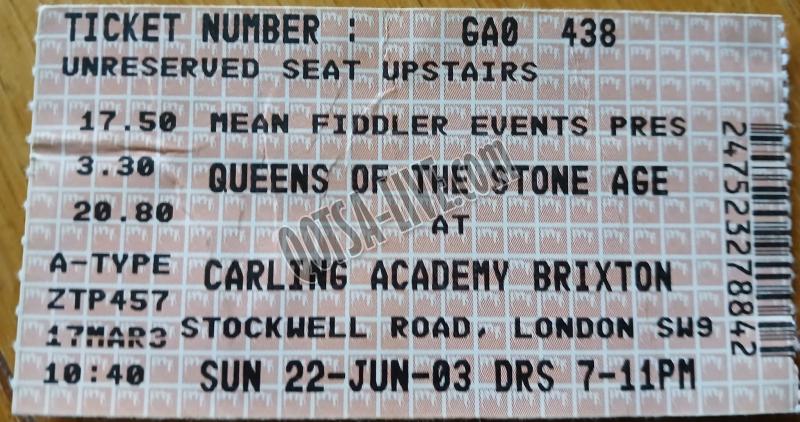 TICKET NUMBER : GA0 438
UNRESERVED SEAT UPSTAIRS
17.50 MEAN FIDDLER EVENTS PRES
3.30 QUEENS OF THE STONE AGE
20.80 AT
A-TYPE CARLING ACADEMY BRIXTON
ZTP457
17MAR3 STOCKWELL ROAD, LONDON SW9
10:40 SUN 22-JUN-03 DRS 7-11PM
247523278842
QOTSA-LIVE.com